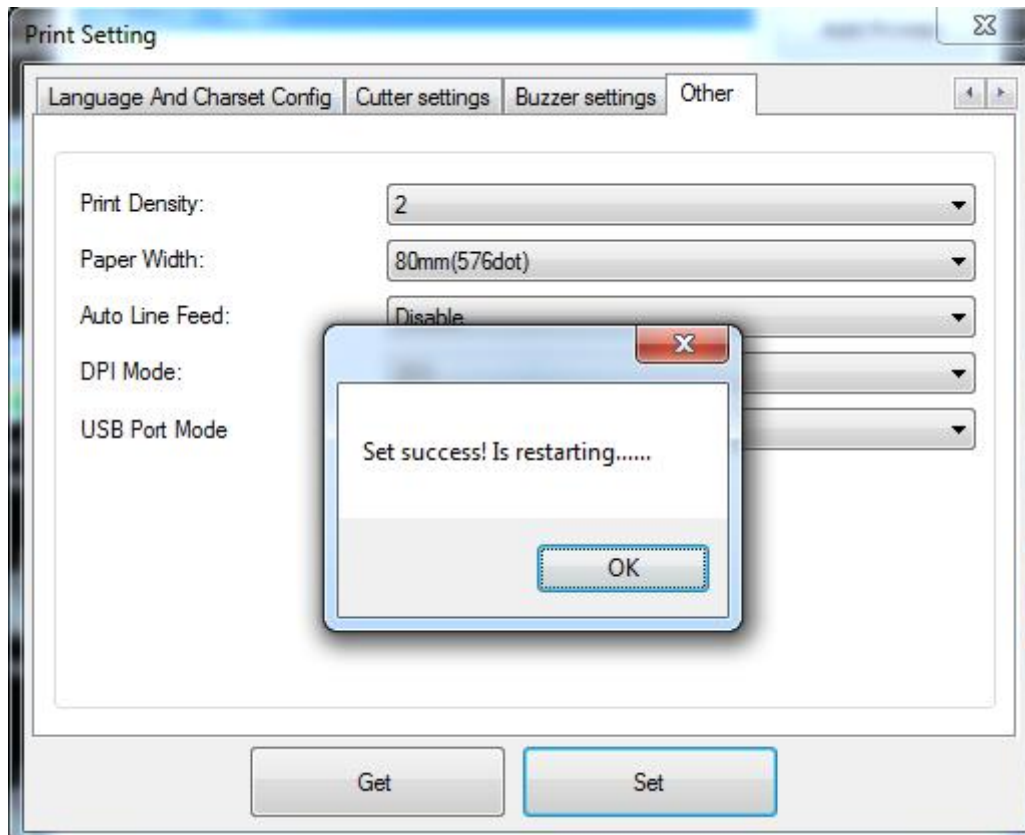 Print Setting
Language And Charset Config Cutter settings Buzzer settings Other
Print Density: 2
Paper Width: 80mm(576dot)
Auto Line Feed: Disable
DPI Mode:
USB Port Mode
Set success! Is restarting......
OK
Get Set